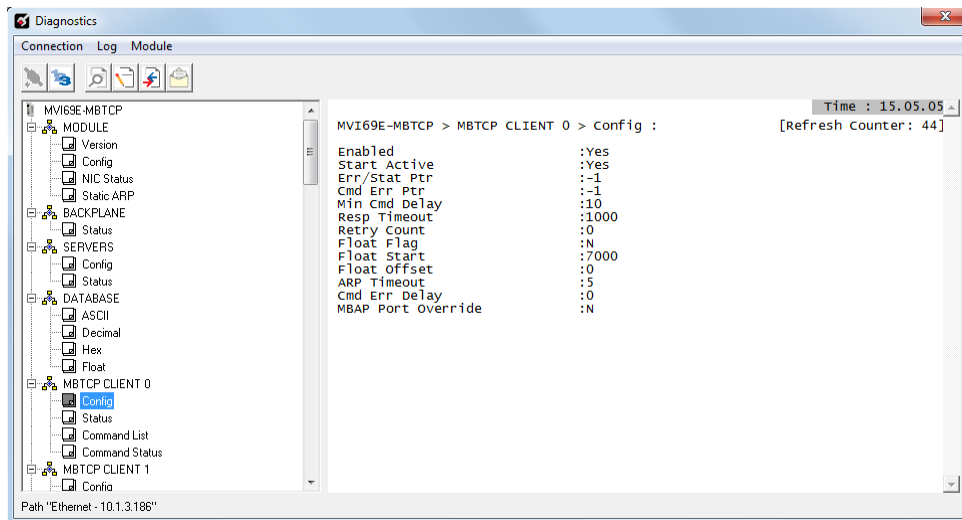 Diagnostics
Connection Log Module
MVI69E-MBTCP
MODULE
Version
Config
NIC Status
Static ARP
BACKPLANE
Status
SERVERS
Config
Status
DATABASE
ASCII
Decimal
Hex
Float
MBTCP CLIENT 0
Config
Status
Command List
Command Status
MBTCP CLIENT 1
Config
Time : 15.05.05
MVI69E-MBTCP > MBTCP CLIENT 0 > Config : [Refresh Counter: 44]
Enabled :Yes
Start Active :Yes
Err/Stat Ptr :-1
Cmd Err Ptr :-1
Min Cmd Delay :10
Resp Timeout :1000
Retry Count :0
Float Flag :N
Float Start :7000
Float Offset :0
ARP Timeout :5
Cmd Err Delay :0
MBAP Port Override :N
Path "Ethernet - 10.1.3.186"